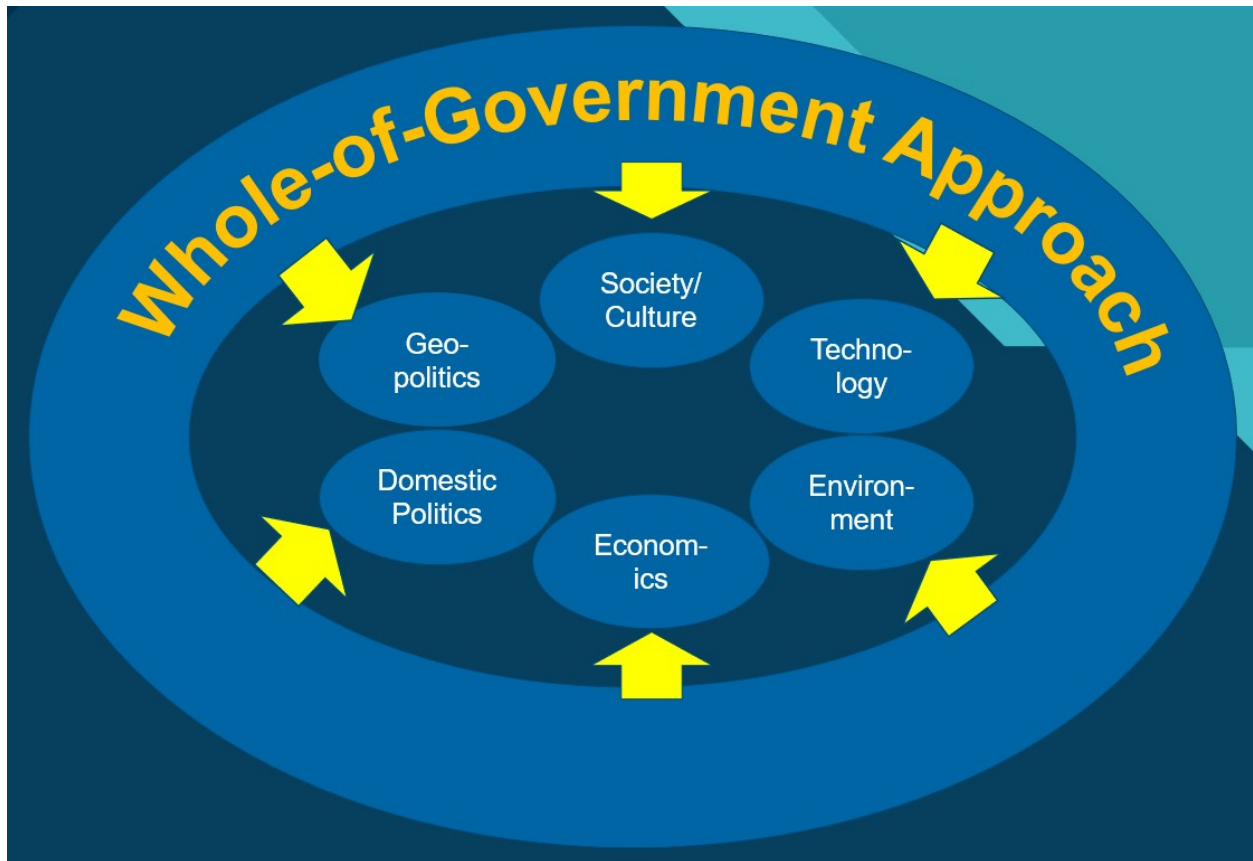 Whole-of-Government Approach
Society/
Culture
Geo-
politics
Techno-
logy
Domestic
Politics
Environ-
ment
Econom-
ics